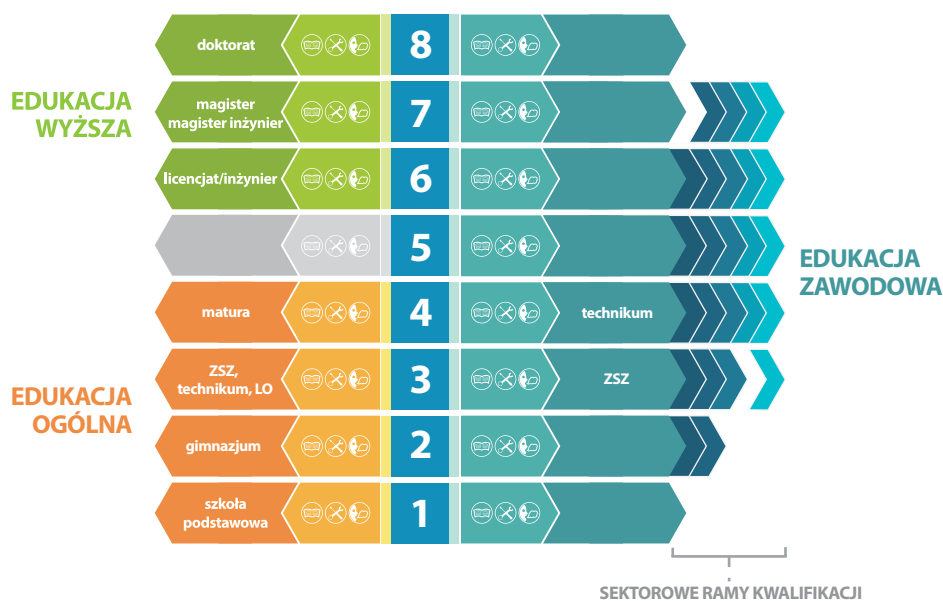 doktorat
8
EDUKACJA
WYŻSZA
magister
magister inżynier
7
licencjat/inżynier
6
5
EDUKACJA
ZAWODOWA
matura
4
technikum
EDUKACJA
OGÓLNA
ZSZ,
technikum, LO
3
ZSZ
gimnazjum
2
szkoła
podstawowa
1
SEKTOROWE RAMY KWALIFIKACJI